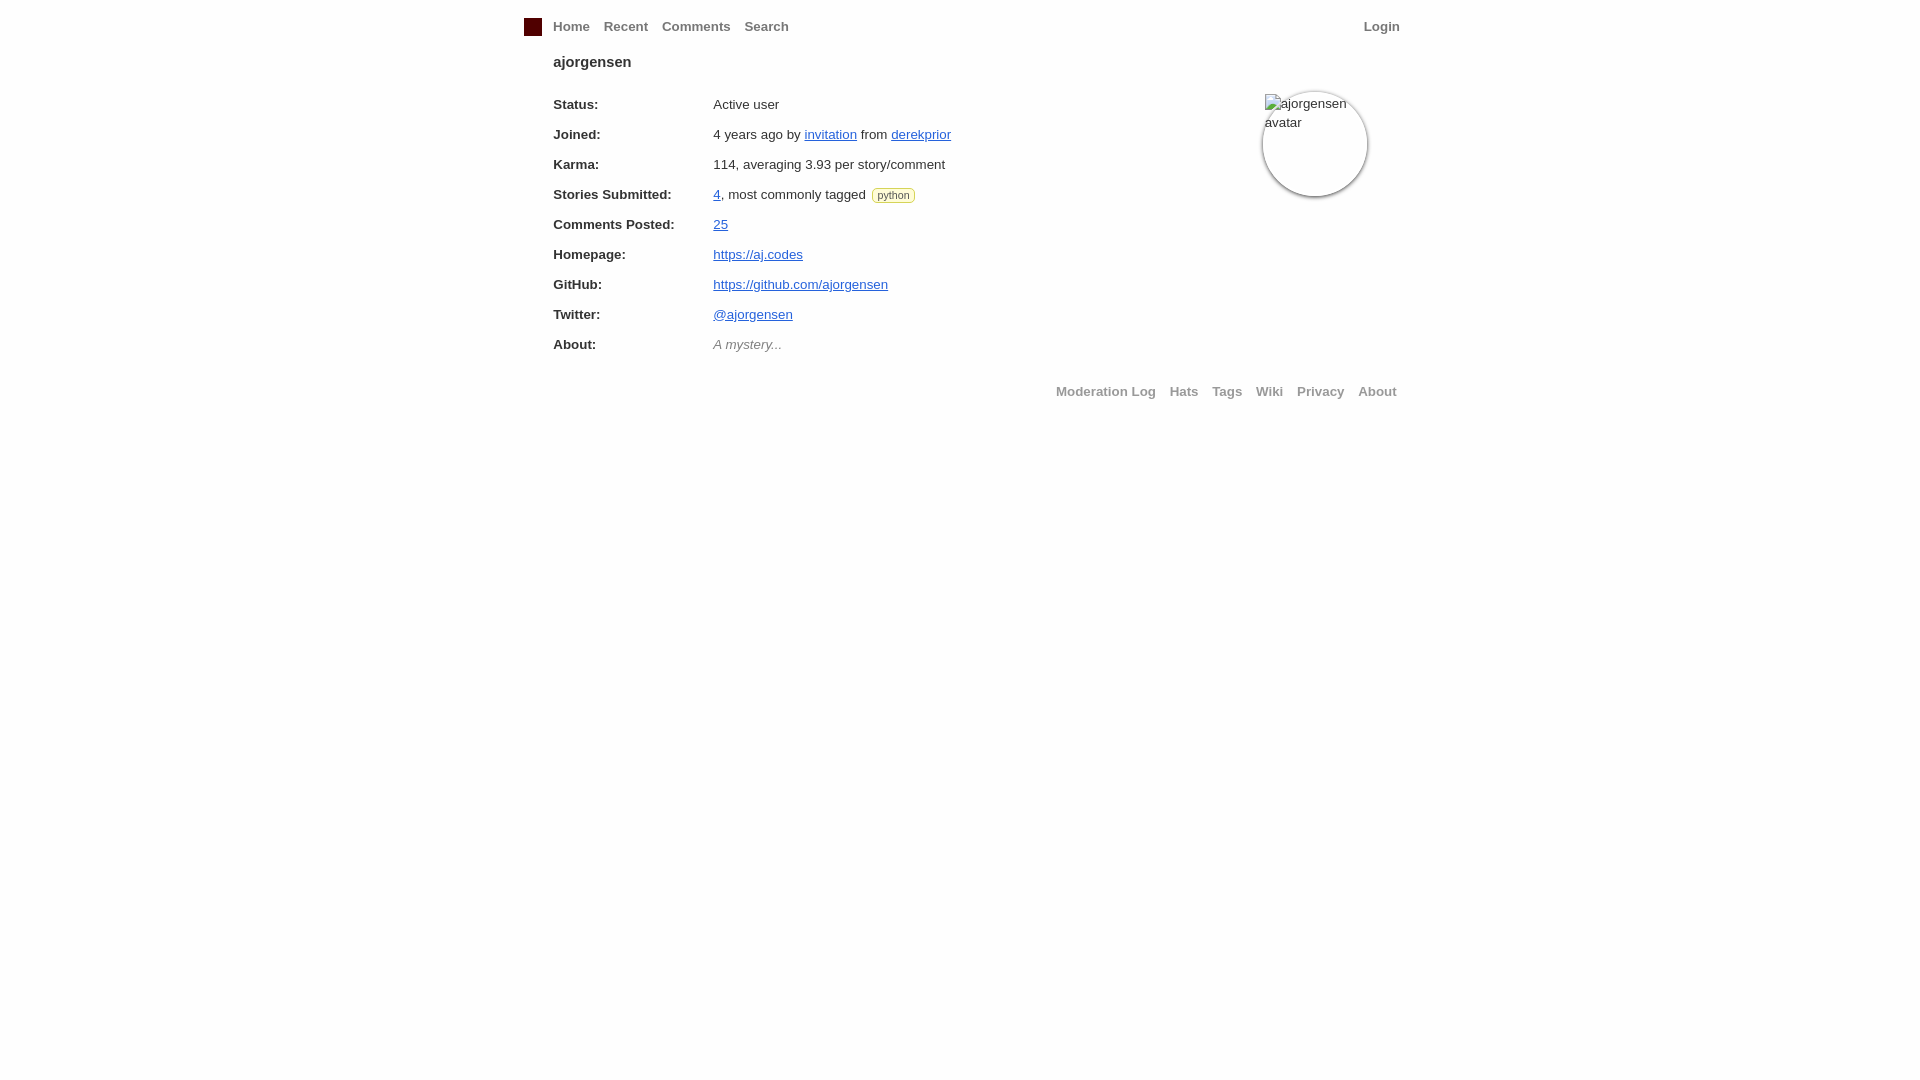 Home Recent Comments Search Login
ajorgensen
Status: Active user
Joined: 4 years ago by invitation from derekprior
Karma: 114, averaging 3.93 per story/comment
Stories Submitted: 4, most commonly tagged python
Comments Posted: 25
Homepage: https://aj.codes
GitHub: https://github.com/ajorgensen
Twitter: @ajorgensen
About: A mystery...
ajorgensen
avatar
Moderation Log Hats Tags Wiki Privacy About